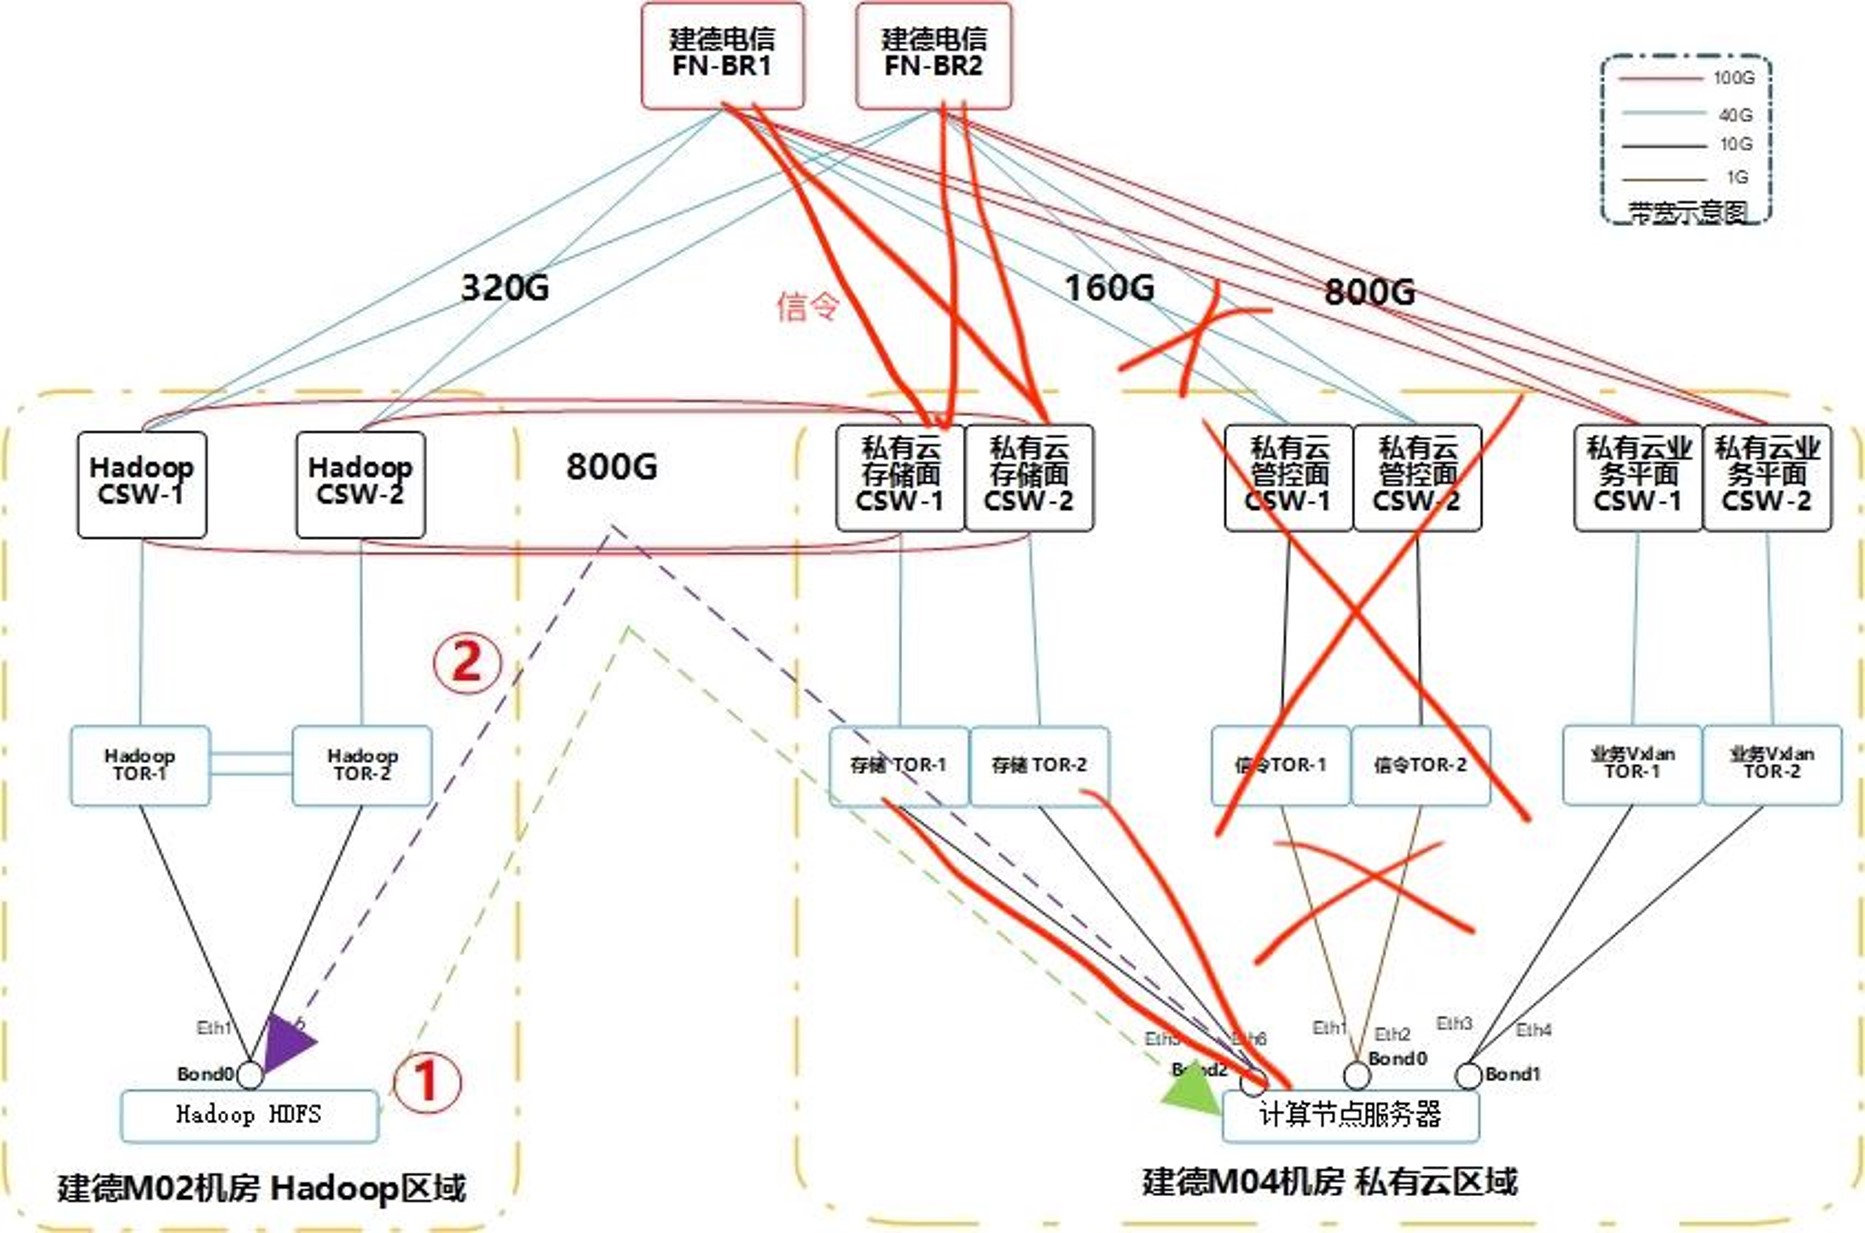 建德电信
FN-BR1
建德电信
FN-BR2
100G
40G
10G
1G
带宽示意图
320G
信令
160G
800G
Hadoop
CSW-1
Hadoop
CSW-2
800G
私有云
存储面
CSW-1
私有云
存储面
CSW-2
私有云
管控面
CSW-1
私有云
管控面
CSW-2
私有云业
务平面
CSW-1
私有云业
务平面
CSW-2
②
Hadoop
TOR-1
Hadoop
TOR-2
存储 TOR-1
存储 TOR-2
信令TOR-1
信令TOR-2
业务Vxlan
TOR-1
业务Vxlan
TOR-2
Eth1
Bond0
①
Hadoop HDFS
Eth5
Eth6
Bond2
Eth1
Eth2
Bond0
Eth3
Eth4
Bond1
计算节点服务器
建德M02机房 Hadoop区域
建德M04机房 私有云区域